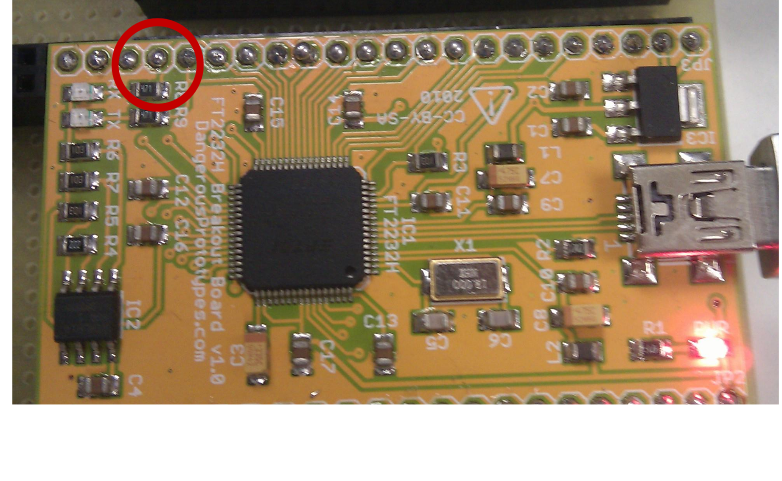 JP3
TX
R9
R6
R7
R5
R4
C12
C16
IC2
C4
FT2232H Breakout Board v1.0
DangerousPrototypes.com
C15
CC-BY-SA
2010
C2
C1
IC3
R3
L1
C7
C9
C11
IC1
FT2232H
X1
R2
C10
C8
L2
R1
PWR
JP2
C5
C6
C13
C17
C3
471
471